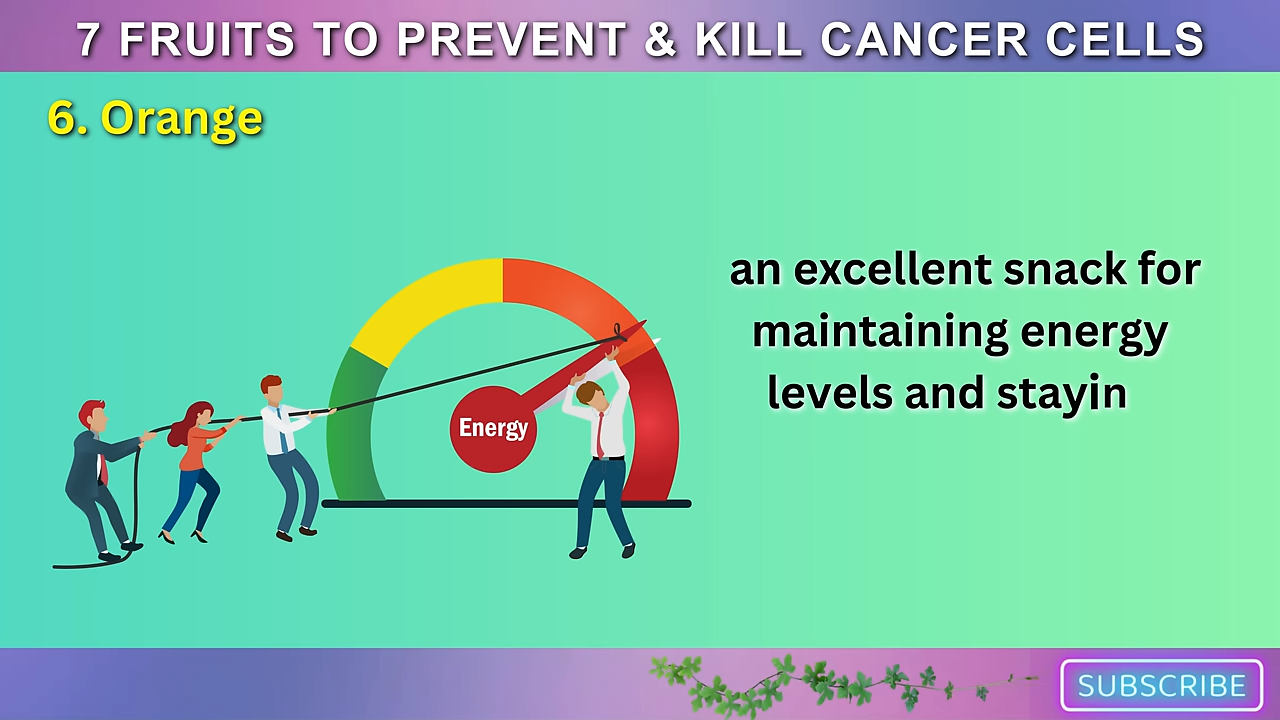 7 FRUITS TO PREVENT & KILL CANCER CELLS
6. Orange
an excellent snack for
maintaining energy
levels and stayin
Energy
SUBSCRIBE